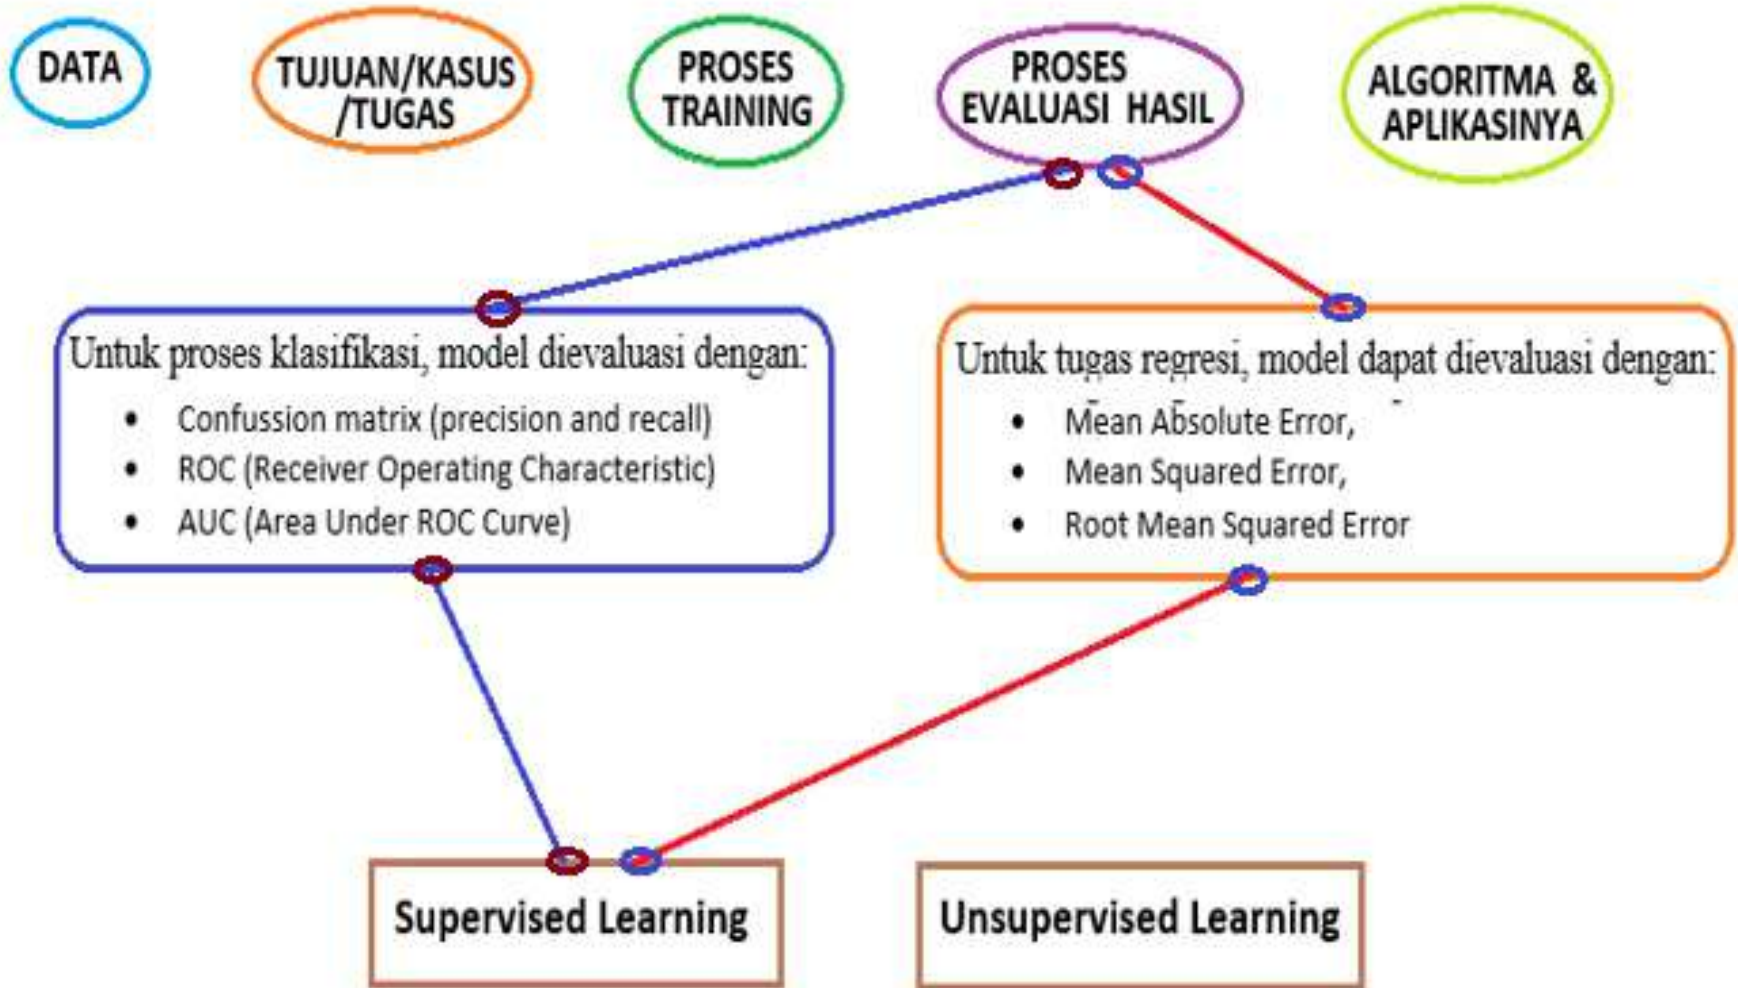 DATA
TUJUAN/KASUS
/TUGAS
PROSES
TRAINING
PROSES
EVALUASI HASIL
ALGORITMA &
APLIKASINYA
Untuk proses klasifikasi, model dievaluasi dengan:
• Confussion matrix (precision and recall)
• ROC (Receiver Operating Characteristic)
• AUC (Area Under ROC Curve)
Untuk tugas regresi, model dapat dievaluasi dengan:
• Mean Absolute Error,
• Mean Squared Error,
• Root Mean Squared Error
Supervised Learning
Unsupervised Learning